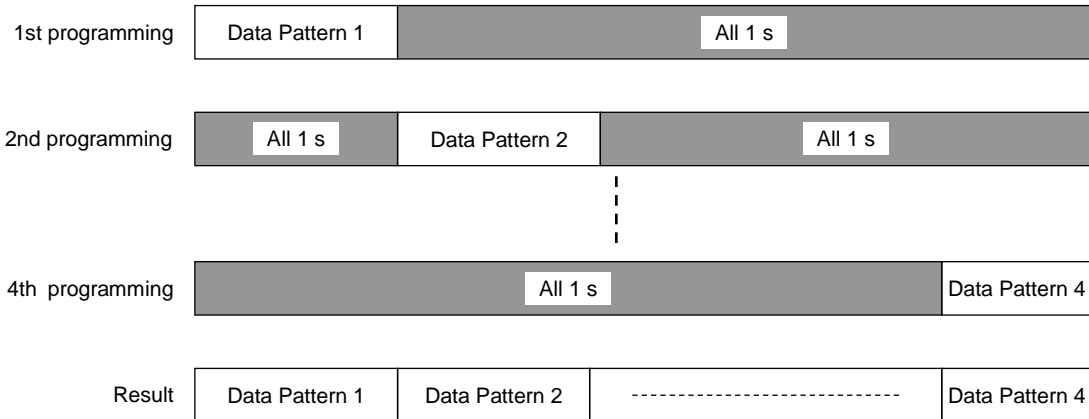 1st programming Data Pattern 1 All 1 s
2nd programming All 1 s Data Pattern 2 All 1 s
4th programming All 1 s Data Pattern 4
Result Data Pattern 1 Data Pattern 2 Data Pattern 4